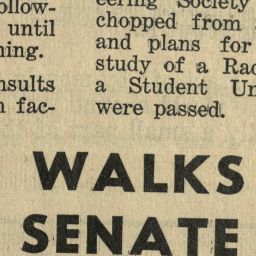 ollow-
until
ning.
nsults
n fac-
eering Society
chopped from
and plans for
study of a Rad
a Student Un
were passed.
WALKS
SENATE